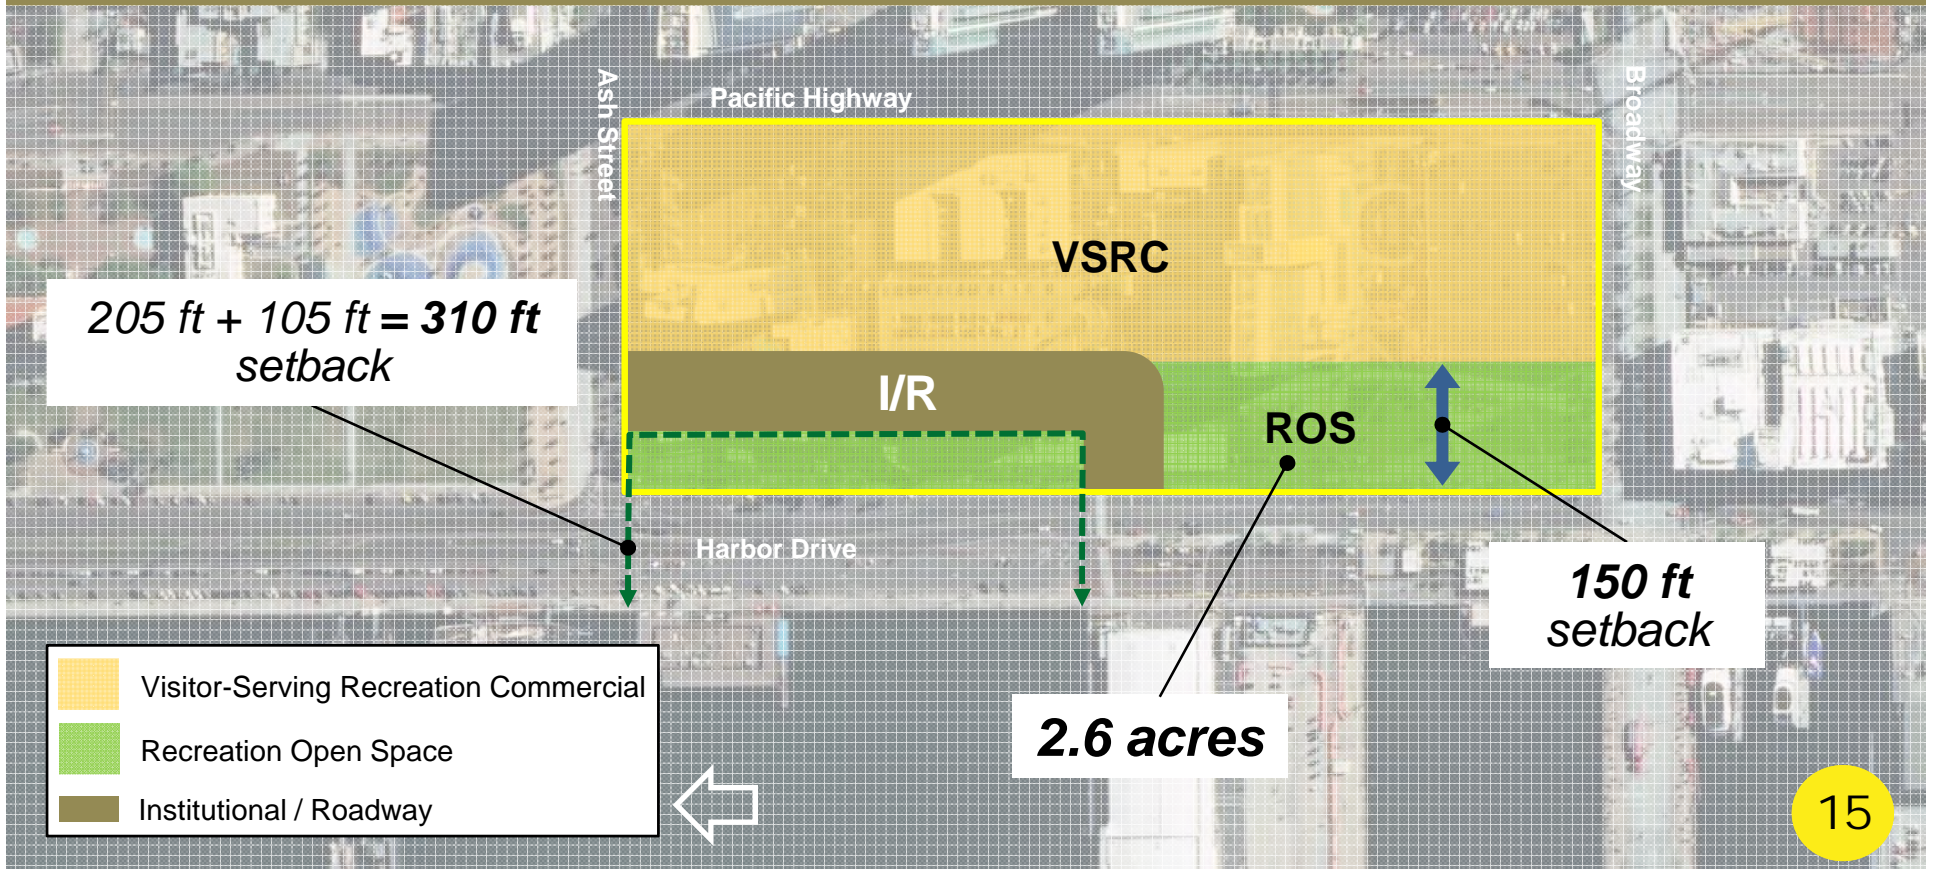 Ash Street
Pacific Highway
Broadway
VSRC
205 ft + 105 ft = 310 ft
setback
I/R
ROS
Harbor Drive
150 ft
setback
2.6 acres
Visitor-Serving Recreation Commercial
Recreation Open Space
Institutional / Roadway
15